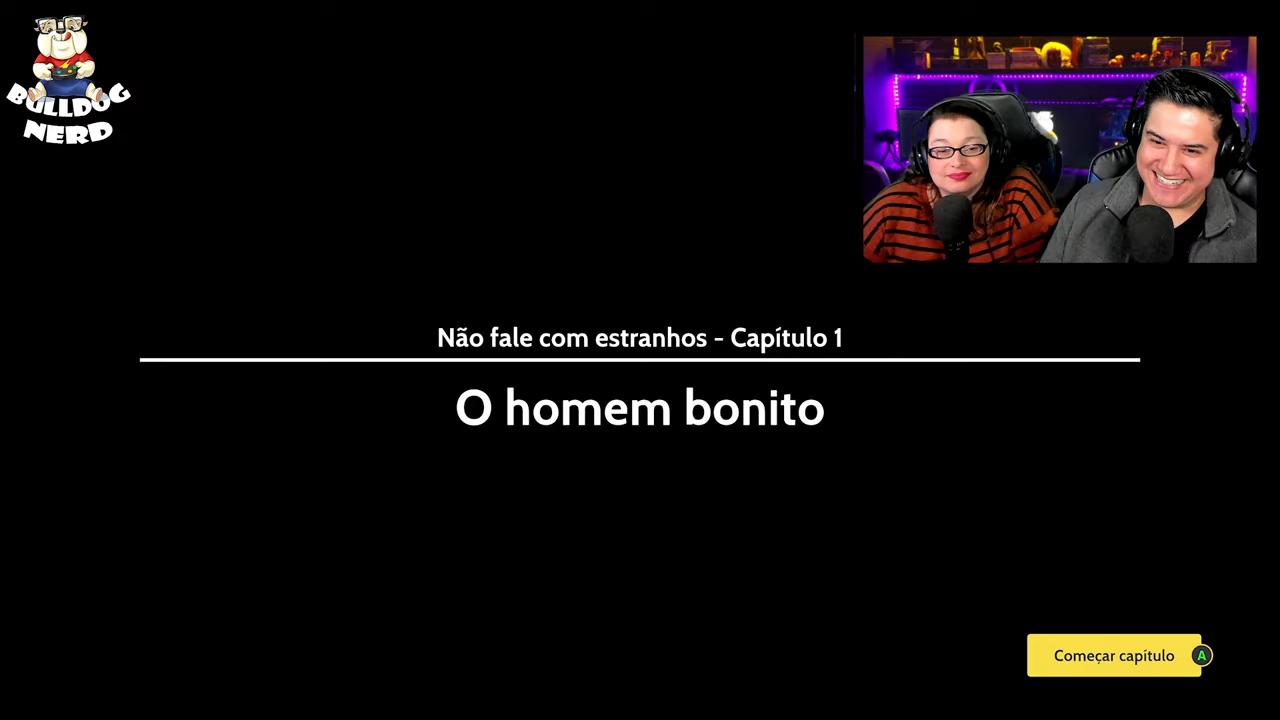 BULLDOG
NERD
Não fale com estranhos - Capítulo 1
O homem bonito
Começar capítulo A